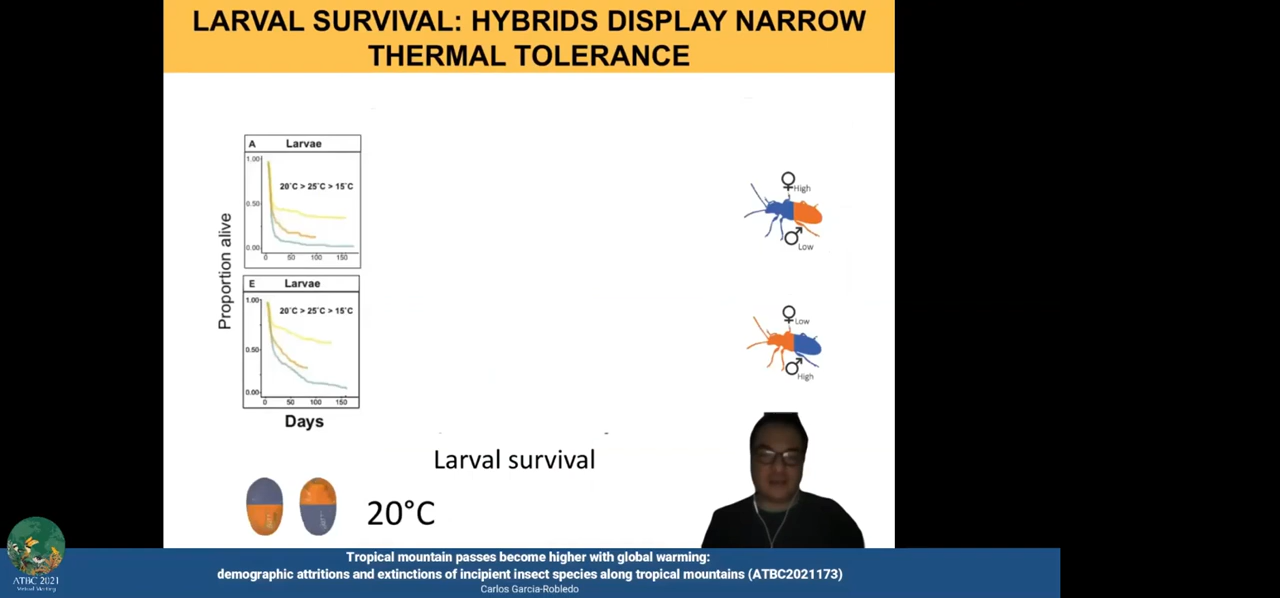 LARVAL SURVIVAL: HYBRIDS DISPLAY NARROW
THERMAL TOLERANCE
A Larvae
1.00
20°C > 25°C > 15°C
0.50
0.00
0 50 100 150
E Larvae
1.00
20°C > 25°C > 15°C
0.50
0.00
0 50 100 150
Proportion alive
Days
♀High
♂Low
♀Low
♂High
Larval survival
20°C
ATBC 2021
Virtual Meeting
Tropical mountain passes become higher with global warming:
demographic attritions and extinctions of incipient insect species along tropical mountains (ATBC2021173)
Carlos Garcia-Robledo